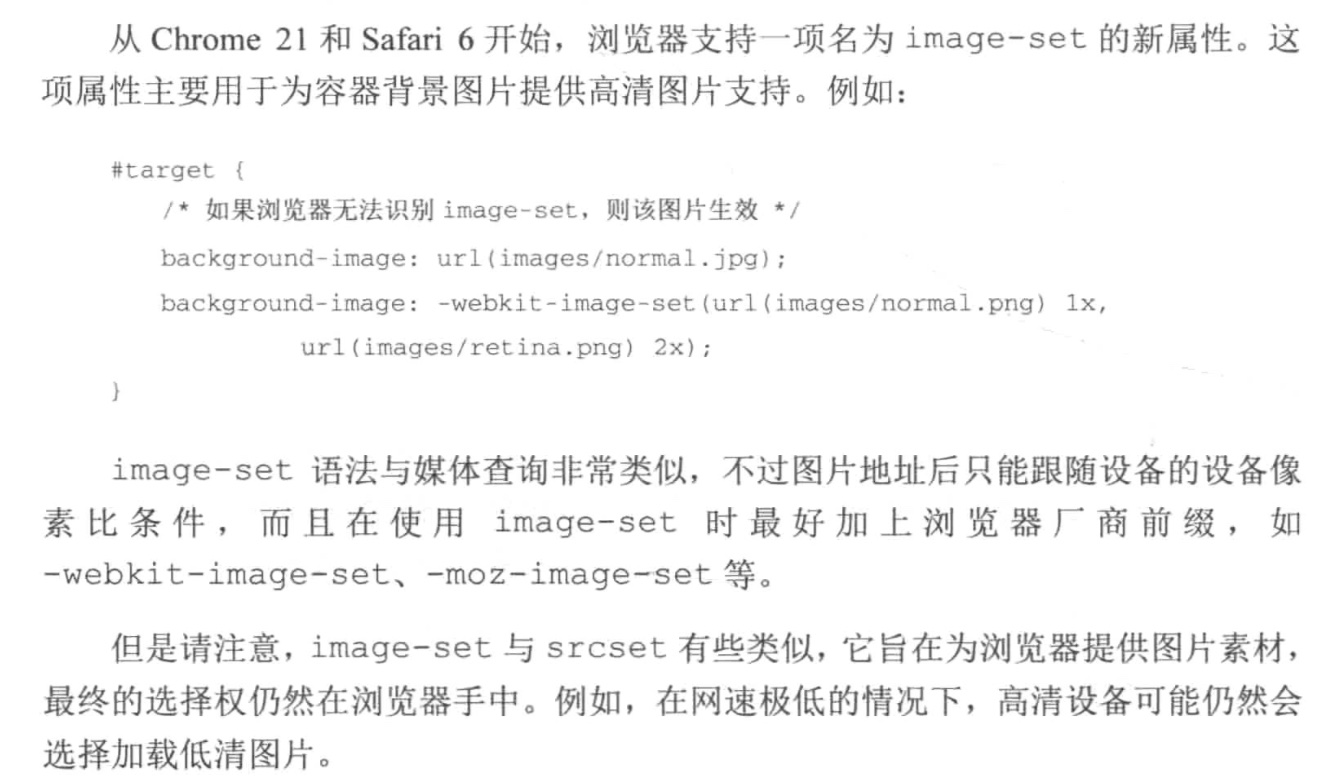 从 Chrome 21 和 Safari 6 开始，浏览器支持一项名为 image-set 的新属性。这
项属性主要用于为容器背景图片提供高清图片支持。例如：
#target {
/* 如果浏览器无法识别 image-set，则该图片生效 */
background-image: url(images/normal.jpg);
background-image: -webkit-image-set(url(images/normal.png) 1x,
url(images/retina.png) 2x);
}
image-set 语法与媒体查询非常类似，不过图片地址后只能跟随设备的设备像
素比条件，而且在使用 image-set 时最好加上浏览器厂商前缀，如
-webkit-image-set、-moz-image-set 等。
但是请注意，image-set 与 srcset 有些类似，它旨在为浏览器提供图片素材，
最终的选择权仍然在浏览器手中。例如，在网速极低的情况下，高清设备可能仍然会
选择加载低清图片。